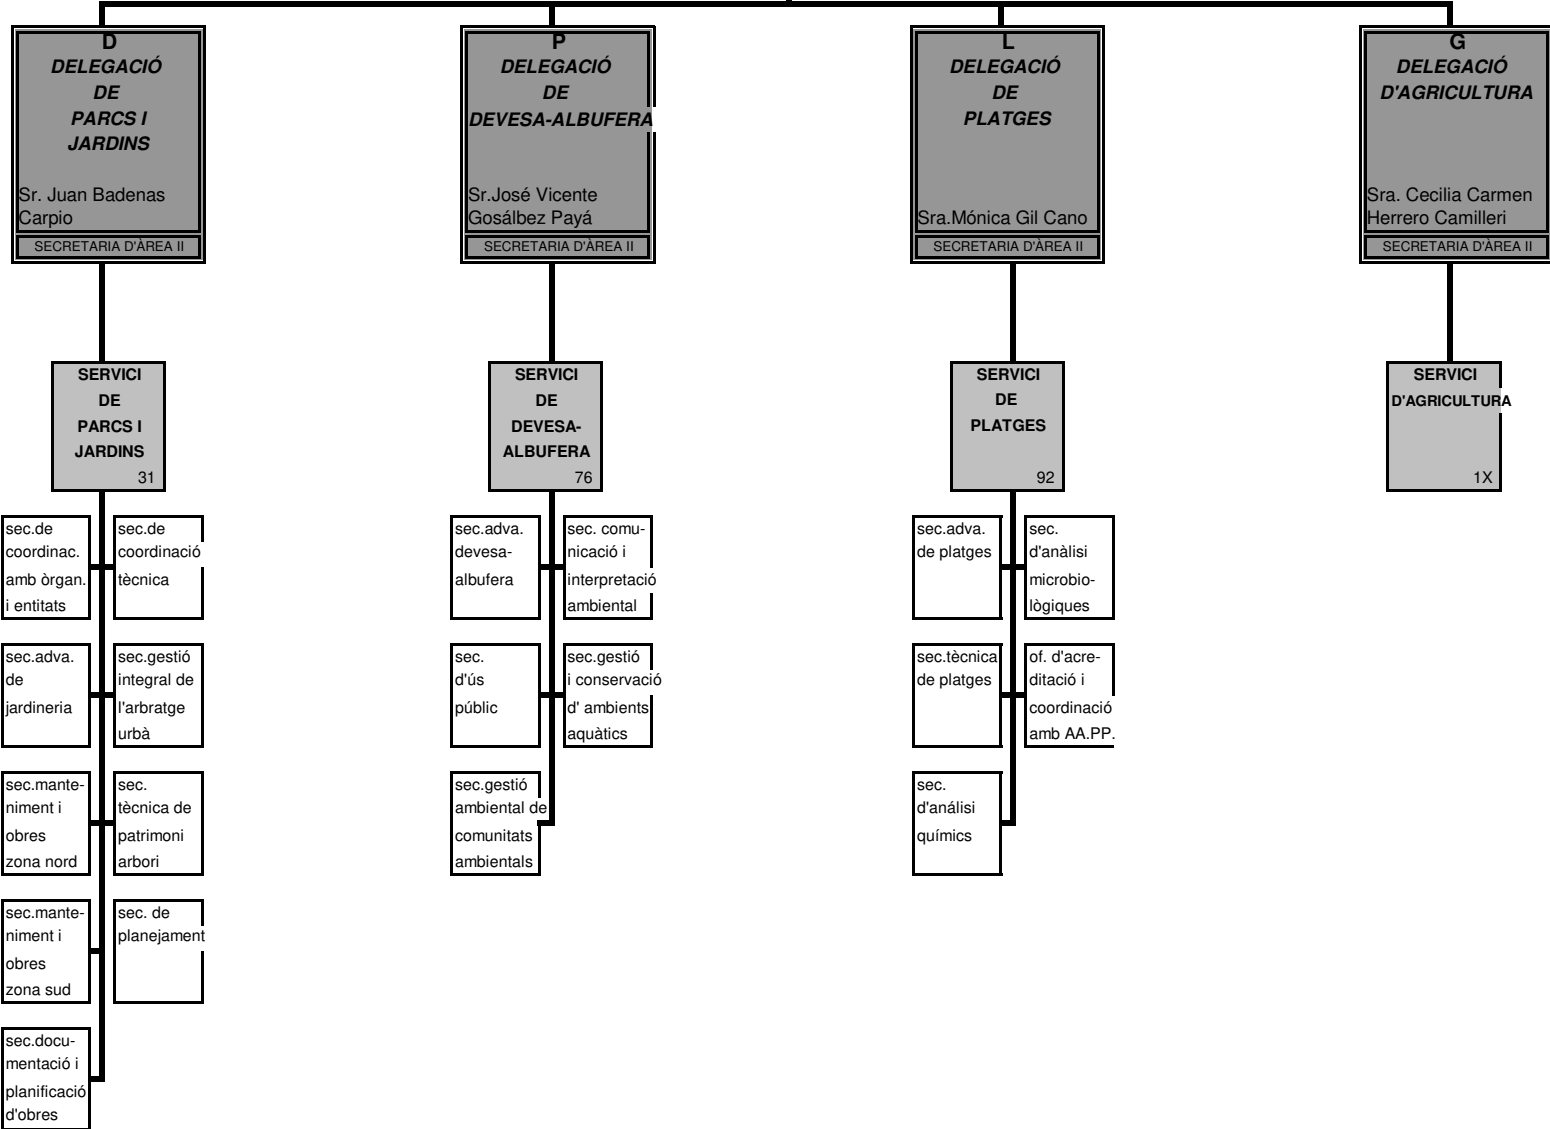 D
DELEGACIÓ
DE
PARCS I
JARDINS
Sr. Juan Badenas
Carpio
SECRETARIA D'ÀREA II
P
DELEGACIÓ
DE
DEVESA-ALBUFERA
Sr.José Vicente
Gosálbez Payá
SECRETARIA D'ÀREA II
L
DELEGACIÓ
DE
PLATGES
Sra.Mónica Gil Cano
SECRETARIA D'ÀREA II
G
DELEGACIÓ
D'AGRICULTURA
Sra. Cecilia Carmen
Herrero Camilleri
SECRETARIA D'ÀREA II
SERVICI
DE
PARCS I
JARDINS
31
SERVICI
DE
DEVESA-
ALBUFERA
76
SERVICI
DE
PLATGES
92
SERVICI
D'AGRICULTURA
1X
sec.de
coordinac.
amb òrgan.
i entitats
sec.de
coordinació
tècnica
sec.adva.
de
jardineria
sec.gestió
integral de
l'arbratge
urbà
sec.mante-
niment i
obres
zona nord
sec.
tècnica de
patrimoni
arbori
sec.mante-
niment i
obres
zona sud
sec. de
planejament
sec.docu-
mentació i
planificació
d'obres
sec.adva.
devesa-
albufera
sec. comu-
nicació i
interpretació
ambiental
sec.
d'ús
públic
sec.gestió
i conservació
d' ambients
aquàtics
sec.gestió
ambiental de
comunitats
ambientals
sec.adva.
de platges
sec.
d'anàlisi
microbio-
lògiques
sec.tècnica
de platges
of. d'acre-
ditació i
coordinació
amb AA.PP.
sec.
d'análisi
químics